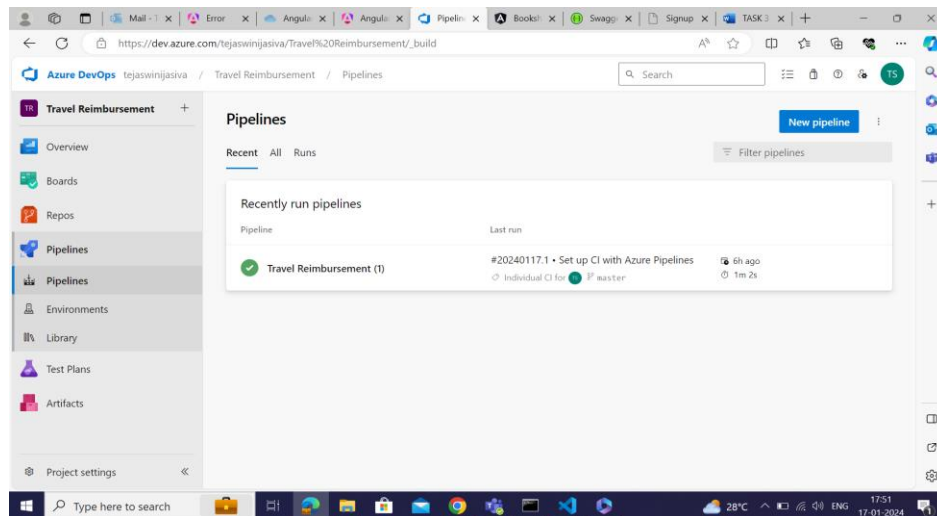 Mail - T
Error
Angula
Angula
Pipelin
Booksh
Swagg
Signup
TASK 3
https://dev.azure.com/tejaswinijasiva/Travel%20Reimbursement/_build
Azure DevOps tejaswinijasiva / Travel Reimbursement / Pipelines
Search
TS
TR Travel Reimbursement
Overview
Boards
Repos
Pipelines
Pipelines
Environments
Library
Test Plans
Artifacts
Project settings
Pipelines
New pipeline
Recent All Runs
Filter pipelines
Recently run pipelines
Pipeline Last run
Travel Reimbursement (1)
#20240117.1 • Set up CI with Azure Pipelines
Individual CI for TS master
6h ago
1m 2s
Type here to search
28°C
ENG
17:51
17-01-2024